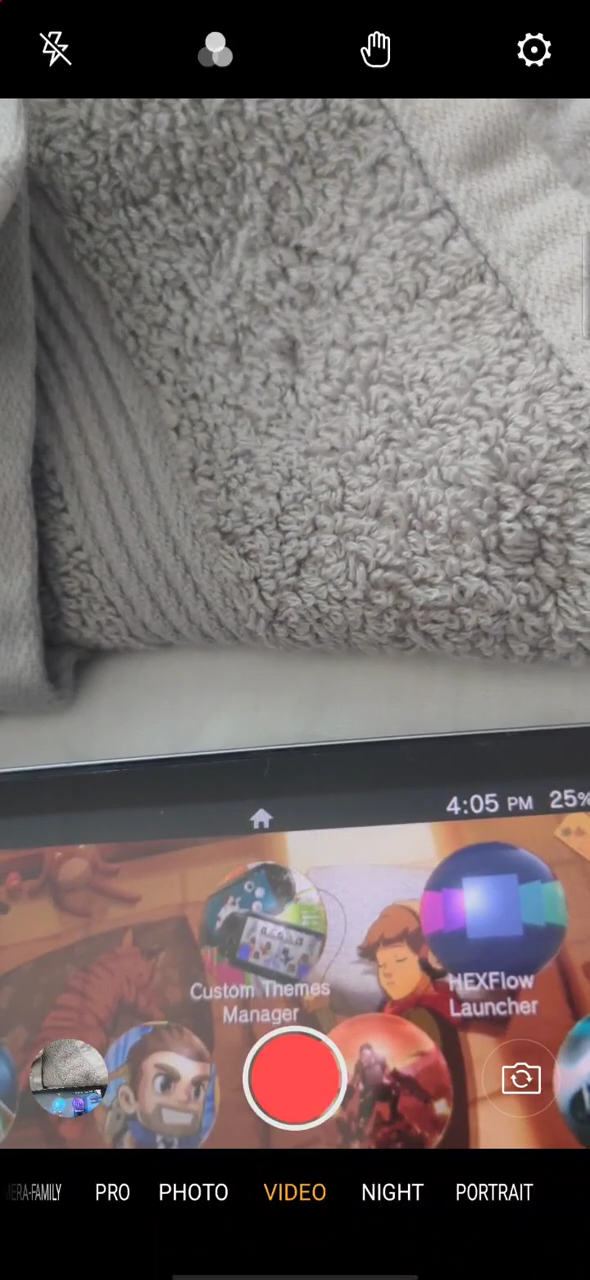 4:05 PM 25%
Custom Themes
Manager
HEXFlow
Launcher
PRO PHOTO VIDEO NIGHT PORTRAIT